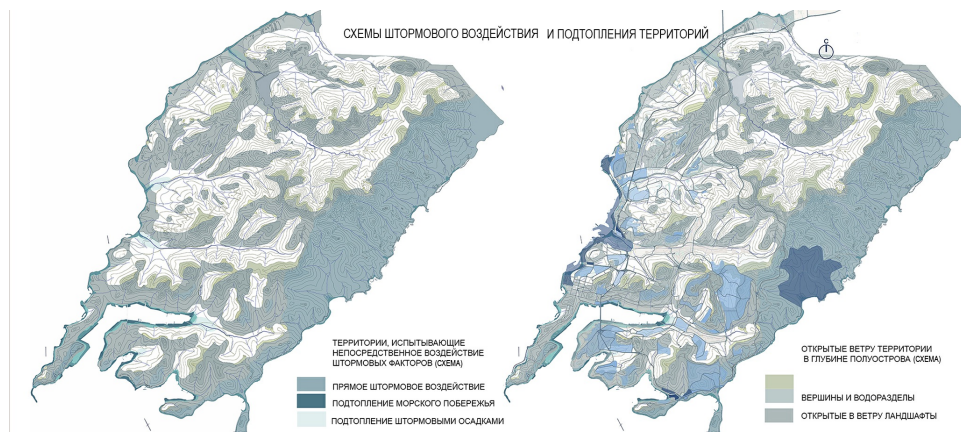 СХЕМЫ ШТОРМОВОГО ВОЗДЕЙСТВИЯ И ПОДТОПЛЕНИЯ ТЕРРИТОРИЙ
С
ТЕРРИТОРИИ, ИСПЫТЫВАЮЩИЕ
НЕПОСРЕДСТВЕННОЕ ВОЗДЕЙСТВИЕ
ШТОРМОВЫХ ФАКТОРОВ (СХЕМА)
ПРЯМОЕ ШТОРМОВОЕ ВОЗДЕЙСТВИЕ
ПОДТОПЛЕНИЕ МОРСКОГО ПОБЕРЕЖЬЯ
ПОДТОПЛЕНИЕ ШТОРМОВЫМИ ОСАДКАМИ
ОТКРЫТЫЕ ВЕТРУ ТЕРРИТОРИИ
В ГЛУБИНЕ ПОЛУОСТРОВА (СХЕМА)
ВЕРШИНЫ И ВОДОРАЗДЕЛЫ
ОТКРЫТЫЕ В ВЕТРУ ЛАНДШАФТЫ